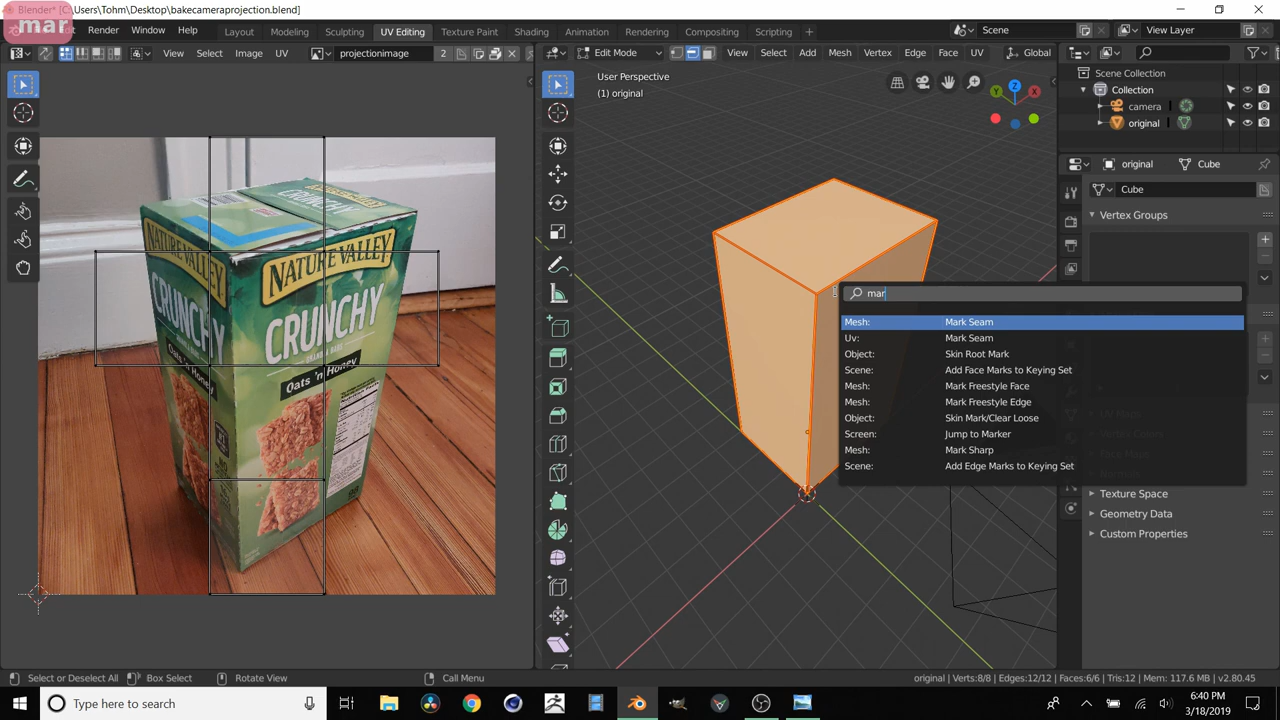 Blender* [C:\Users\Tohm\Desktop\bakecameraprojection.blend]
mar
Render Window Help Layout Modeling Sculpting UV Editing Texture Paint Shading Animation Rendering Compositing Scripting + Scene View Layer
View Select Image UV projectionimage 2 Edit Mode View Select Add Mesh Vertex Edge Face UV Global
User Perspective
(1) original
Scene Collection
Collection
camera
original
original Cube
Cube
Vertex Groups
mar
Mesh: Mark Seam
Uv: Mark Seam
Object: Skin Root Mark
Scene: Add Face Marks to Keying Set
Mesh: Mark Freestyle Face
Mesh: Mark Freestyle Edge
Object: Skin Mark/Clear Loose
Screen: Jump to Marker
Mesh: Mark Sharp
Scene: Add Edge Marks to Keying Set
Texture Space
Geometry Data
Custom Properties
CRUNCHY
NATURE VALLEY
NATURE VALLEY
CRUNCHY
CRUNCHY
Oats 'n Honey
Oats 'n Honey
Select or Deselect All Box Select Rotate View Call Menu original | Verts:8/8 | Edges:12/12 | Faces:6/6 | Tris:12 | Mem: 117.6 MB | v2.80.45
Type here to search
6:40 PM
3/18/2019